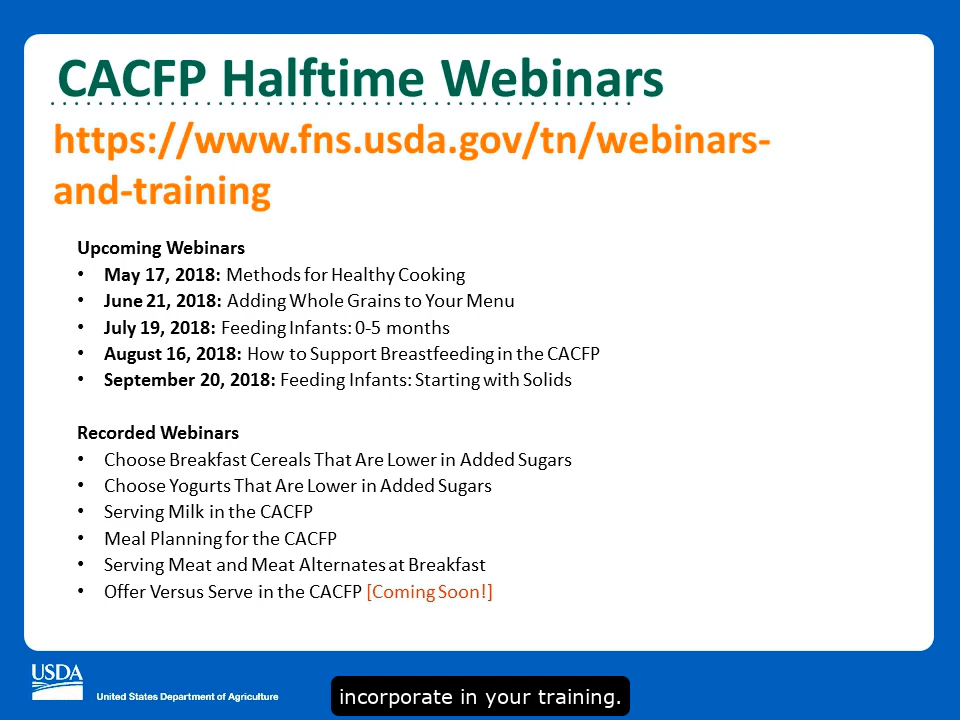 CACFP Halftime Webinars
https://www.fns.usda.gov/tn/webinars-
and-training
Upcoming Webinars
• May 17, 2018: Methods for Healthy Cooking
• June 21, 2018: Adding Whole Grains to Your Menu
• July 19, 2018: Feeding Infants: 0-5 months
• August 16, 2018: How to Support Breastfeeding in the CACFP
• September 20, 2018: Feeding Infants: Starting with Solids
Recorded Webinars
• Choose Breakfast Cereals That Are Lower in Added Sugars
• Choose Yogurts That Are Lower in Added Sugars
• Serving Milk in the CACFP
• Meal Planning for the CACFP
• Serving Meat and Meat Alternates at Breakfast
• Offer Versus Serve in the CACFP [Coming Soon!]
USDA
United States Department of Agriculture
incorporate in your training.